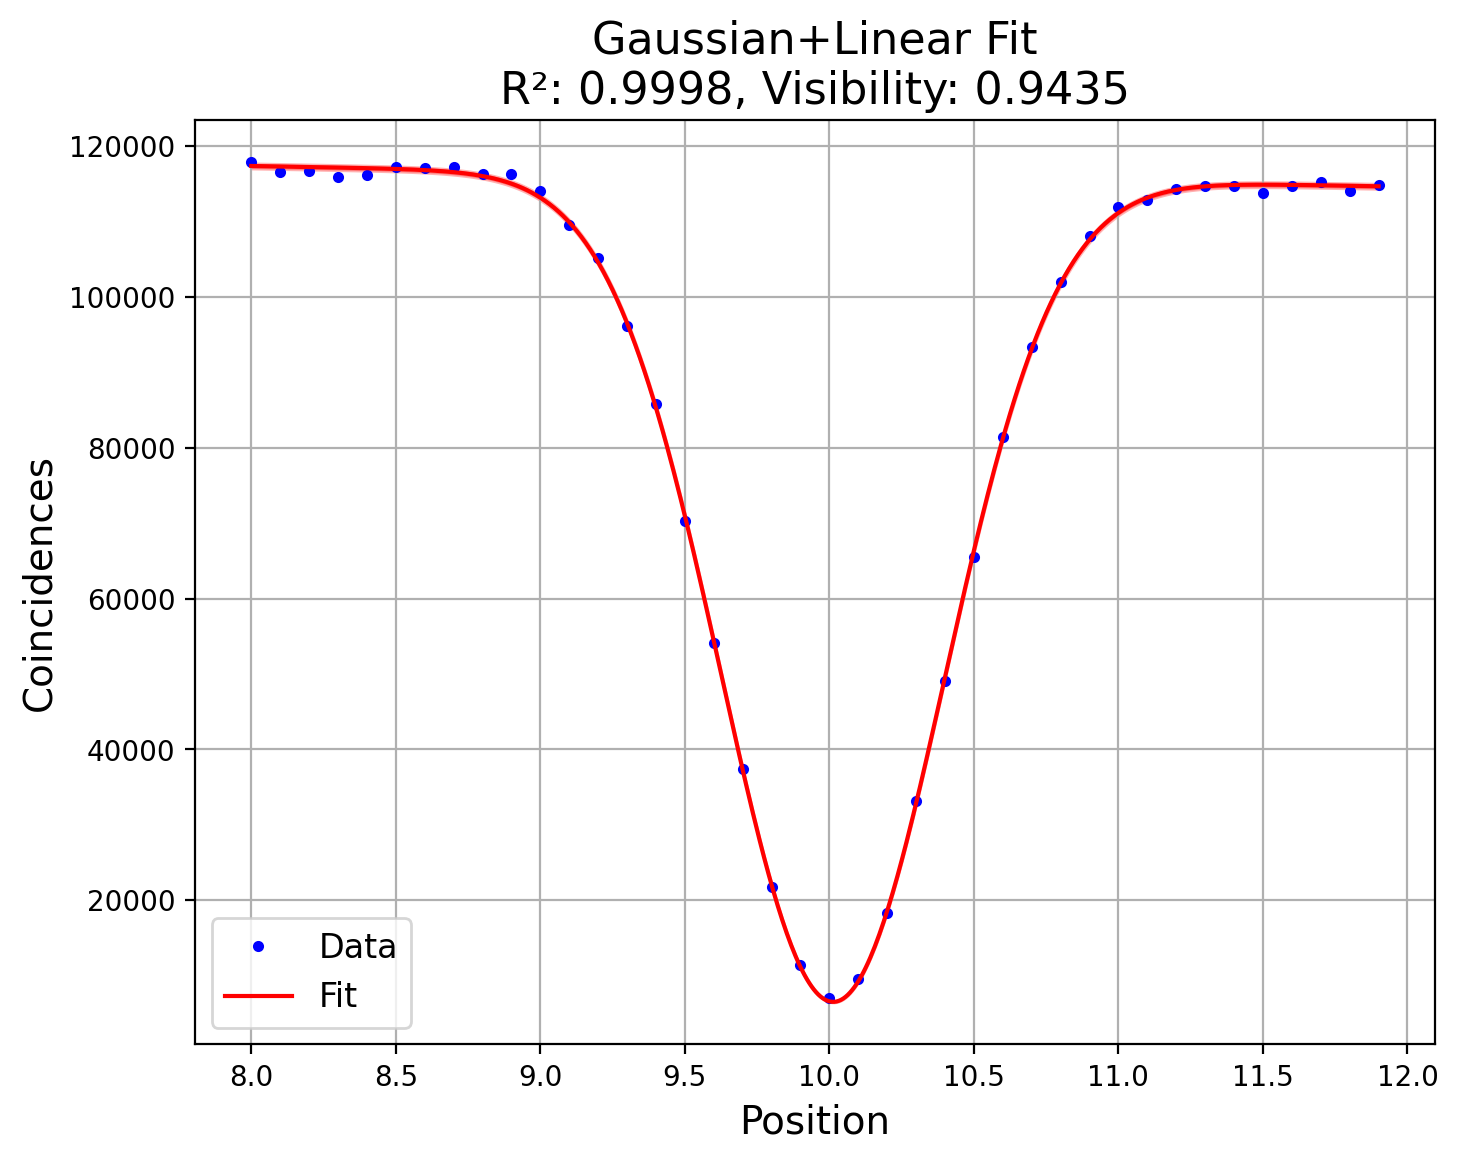 Gaussian+Linear Fit
R²: 0.9998, Visibility: 0.9435
120000
100000
80000
60000
40000
20000
Coincidences
Data
Fit
8.0 8.5 9.0 9.5 10.0 10.5 11.0 11.5 12.0
Position